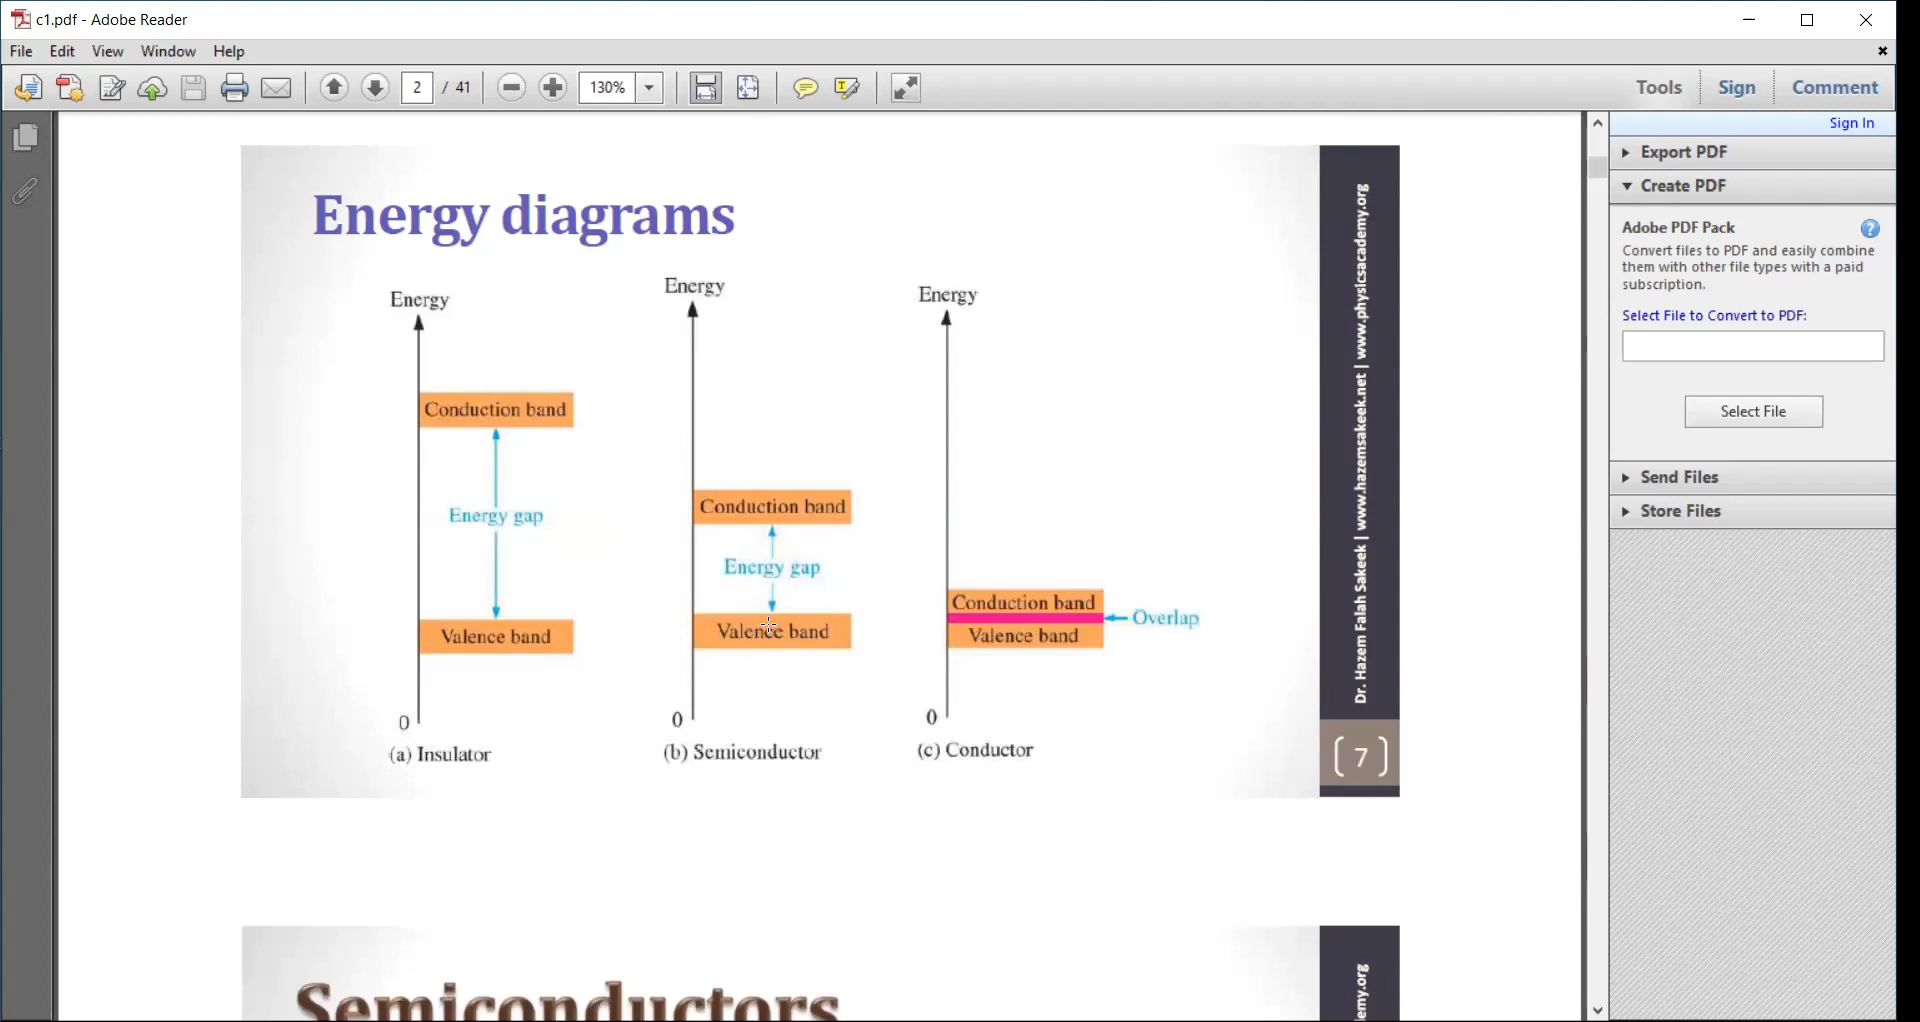 c1.pdf - Adobe Reader
File Edit View Window Help
2 / 41 130% Tools Sign Comment
Sign In
Export PDF
Create PDF
Adobe PDF Pack
Convert files to PDF and easily combine
them with other file types with a paid
subscription.
Select File to Convert to PDF:
Select File
Send Files
Store Files
Energy diagrams
Energy
Conduction band
Energy gap
Valence band
0
(a) Insulator
Energy
Conduction band
Energy gap
Valence band
0
(b) Semiconductor
Energy
Conduction band
Valence band
Overlap
0
(c) Conductor
Dr. Hazem Falah Sakeek | www.hazemsakeek.net | www.physicsacademy.org
7
Semiconductors
emy.org